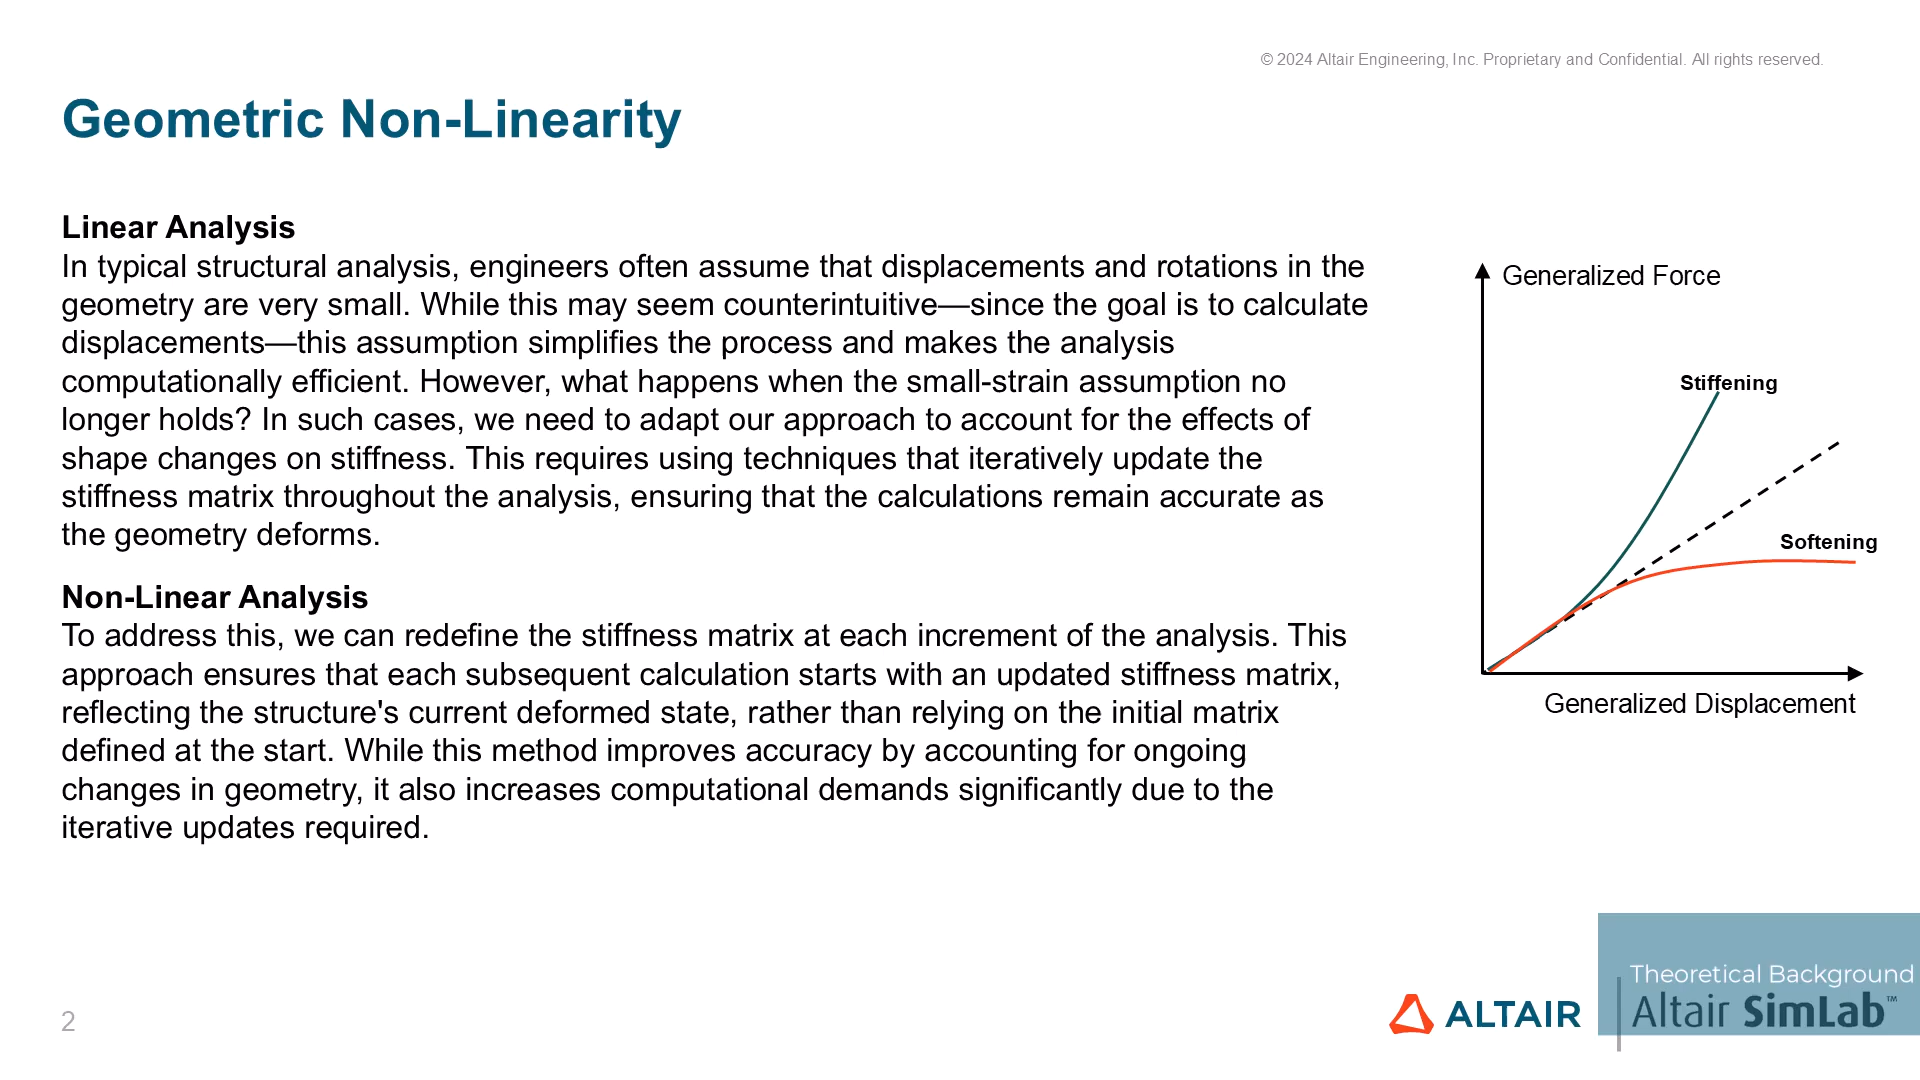 © 2024 Altair Engineering, Inc. Proprietary and Confidential. All rights reserved.
Geometric Non-Linearity
Linear Analysis
In typical structural analysis, engineers often assume that displacements and rotations in the
geometry are very small. While this may seem counterintuitive—since the goal is to calculate
displacements—this assumption simplifies the process and makes the analysis
computationally efficient. However, what happens when the small-strain assumption no
longer holds? In such cases, we need to adapt our approach to account for the effects of
shape changes on stiffness. This requires using techniques that iteratively update the
stiffness matrix throughout the analysis, ensuring that the calculations remain accurate as
the geometry deforms.
Non-Linear Analysis
To address this, we can redefine the stiffness matrix at each increment of the analysis. This
approach ensures that each subsequent calculation starts with an updated stiffness matrix,
reflecting the structure's current deformed state, rather than relying on the initial matrix
defined at the start. While this method improves accuracy by accounting for ongoing
changes in geometry, it also increases computational demands significantly due to the
iterative updates required.
Generalized Force
Stiffening
Softening
Generalized Displacement
2
ALTAIR
Theoretical Background
Altair SimLab™